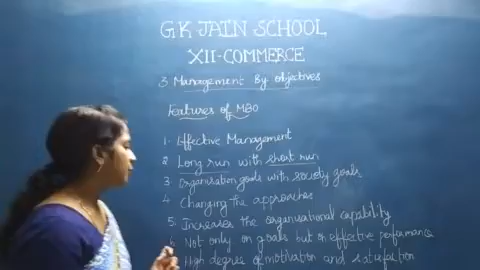 G.K JAIN SCHOOL
XII-COMMERCE
3. Management By Objectives
Features of MBO
1. Effective Management
2 Long run with short run
3 Organisation goals with society goals
4 Changing the approaches
5. Increases the organisational capability
6 Not only on goals but on effective performance
High degree of motivation and satisfaction